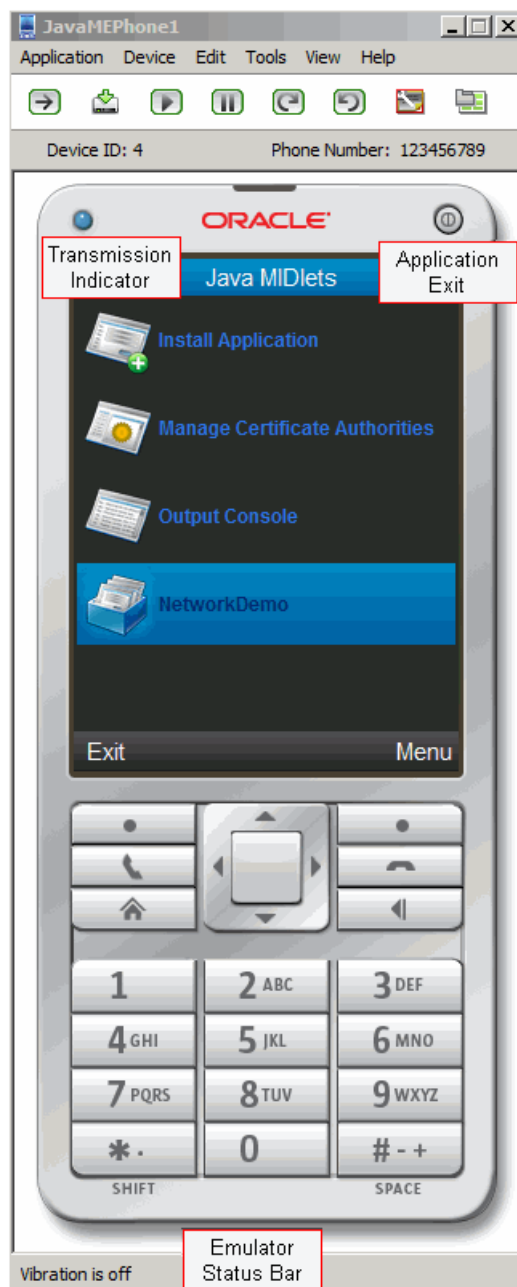 JavaMEPhone1
Application Device Edit Tools View Help
Device ID: 4 Phone Number: 123456789
ORACLE
Transmission
Indicator
Java MIDlets
Application
Exit
Install Application
Manage Certificate Authorities
Output Console
NetworkDemo
Exit Menu
1 2 ABC 3 DEF
4 GHI 5 JKL 6 MNO
7 PQRS 8 TUV 9 WXYZ
* . 0 # - +
SHIFT SPACE
Emulator
Status Bar
Vibration is off